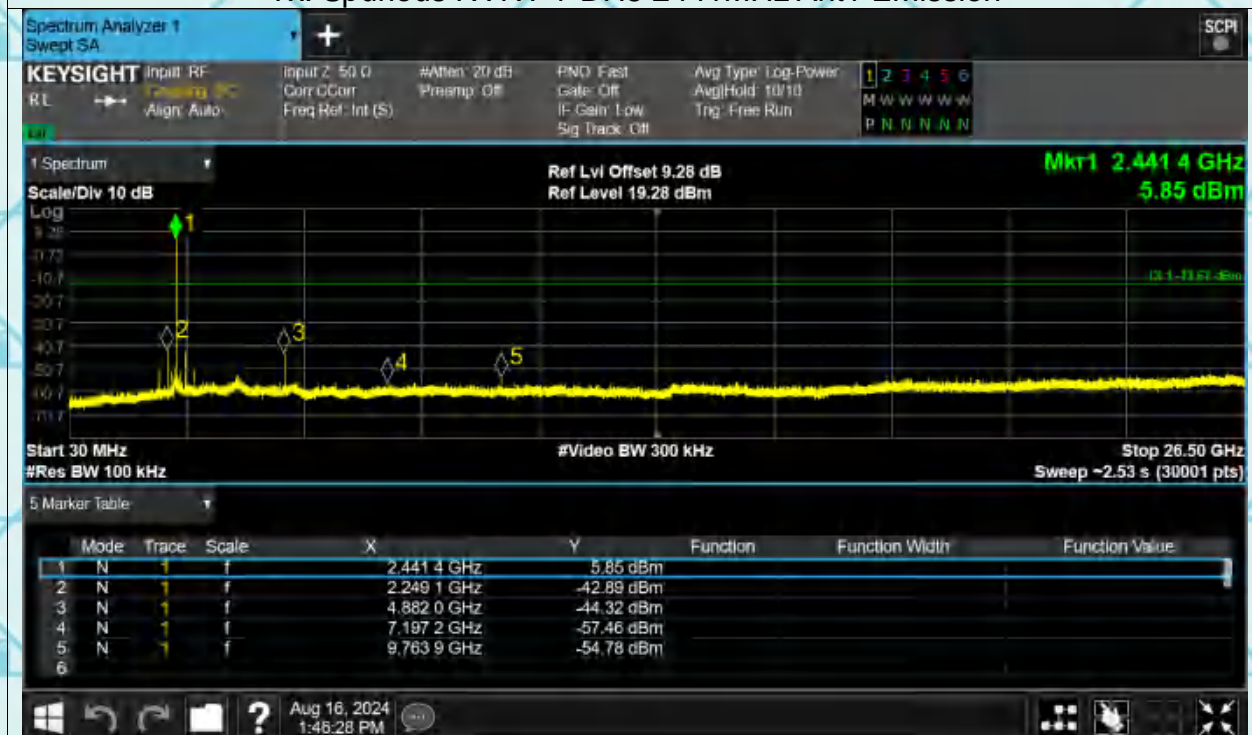 Spectrum Analyzer 1
Swept SA
+
SCPI
KEYSIGHT Input: RF
RL
Align: Auto
Input Z: 50 Ω
Corr CCorr
Freq Ref: Int (S)
#Atten: 20 dB
Preamp: Off
PNO: Fast
Gate: Off
IF Gain: Low
Sig Track: Off
Avg Type: Log-Power
Avg|Hold: 10/10
Trig: Free Run
1 2 3 4 5 6
M W W W W W
P N N N N N
1 Spectrum
Scale/Div 10 dB
Log
Ref Lvl Offset 9.28 dB
Ref Level 19.28 dBm
Mkr1 2.441 4 GHz
5.85 dBm
1
2
3
4
5
Start 30 MHz
#Res BW 100 kHz
#Video BW 300 kHz
Stop 26.50 GHz
Sweep ~2.53 s (30001 pts)
5 Marker Table
Mode Trace Scale X Y Function Function Width Function Value
1 N 1 f 2.441 4 GHz 5.85 dBm
2 N 1 f 2.249 1 GHz -42.89 dBm
3 N 1 f 4.882 0 GHz -44.32 dBm
4 N 1 f 7.197 2 GHz -57.46 dBm
5 N 1 f 9.763 9 GHz -54.78 dBm
6
?
Aug 16, 2024
1:46:28 PM